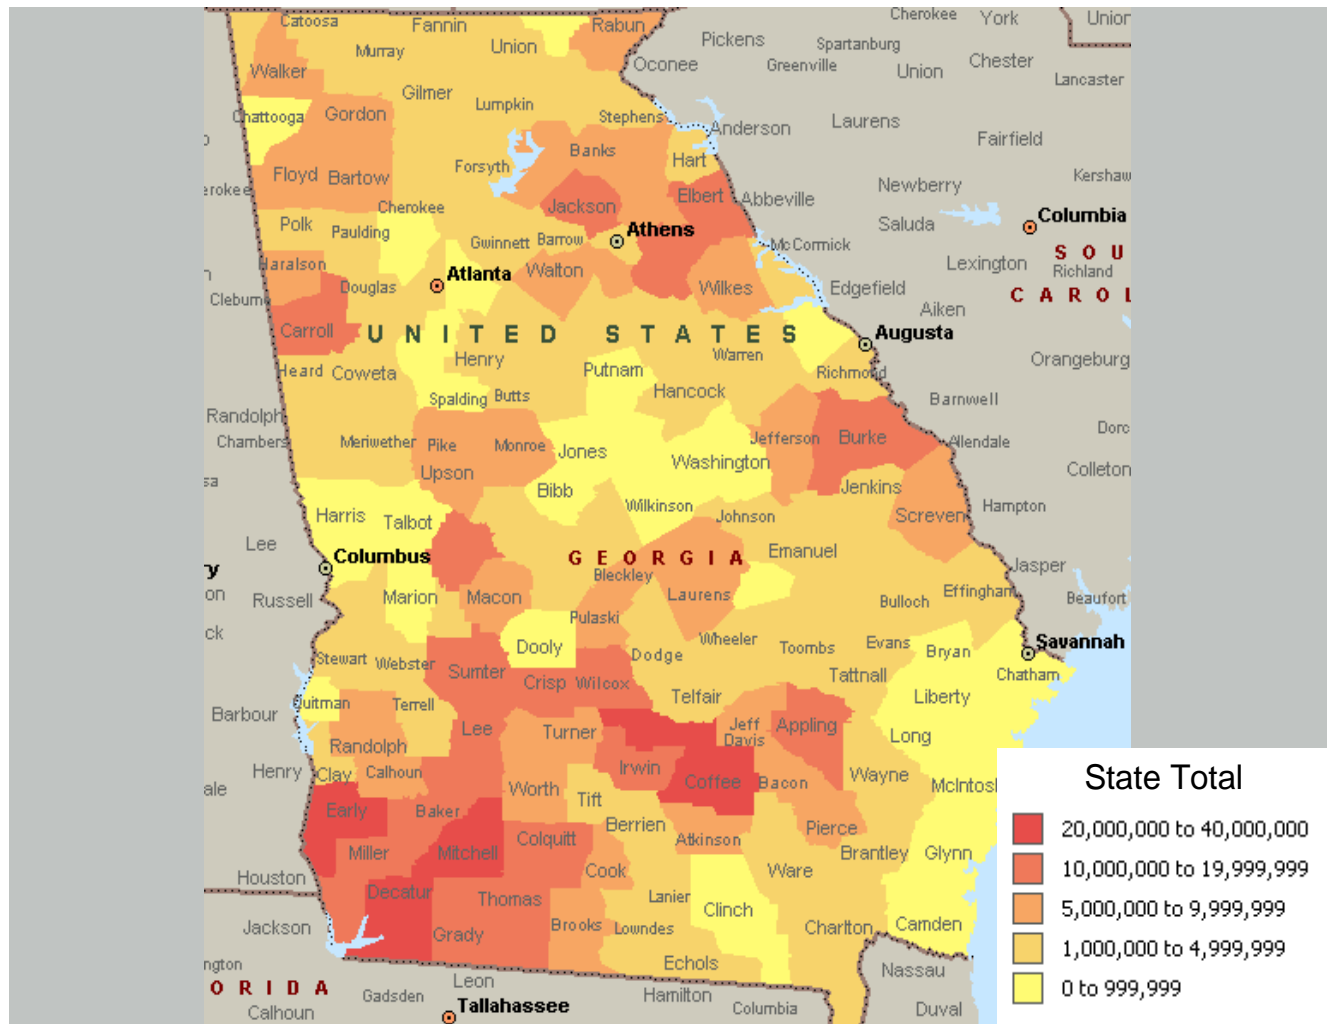 Catoosa Fannin Rabun Cherokee York Union
Murray Union Pickens Spartanburg
Walker Oconee Greenville Union Chester Lancaster
Gilmer Lumpkin
Chattooga Gordon Stephens Anderson Laurens Fairfield
Banks Hart
Floyd Bartow Forsyth Kershaw
erokee Elbert Abbeville Newberry
Cherokee Jackson Columbia
Polk Paulding Athens Saluda
Gwinnett Barrow McCormick S O U
Haralson Atlanta Walton Lexington Richland
Douglas Wilkes Edgefield C A R O L
Cleburne Aiken
Carroll U N I T E D S T A T E S Augusta
Henry Warren Orangeburg
Heard Coweta Putnam Richmond
Spalding Butts Hancock Barnwell
Randolph
Chambers Meriwether Pike Monroe Jones Jefferson Burke Allendale Dorc
Upson Washington Colleton
sa Bibb Jenkins
Harris Talbot Wilkinson Johnson Screven Hampton
Lee Columbus G E O R G I A Emanuel
ry Bleckley Jasper
on Russell Marion Macon Laurens Bulloch Effingham Beaufort
ck Pulaski
Dooly Wheeler Toombs Evans Bryan Savannah
Stewart Webster Sumter Dodge
Crisp Wilcox Tattnall Chatham
Quitman Terrell Telfair Liberty
Barbour Lee Turner Jeff Davis Appling Long
Randolph
Henry Clay Calhoun Irwin Coffee Bacon Wayne McIntosh
ale Worth Tift
Early Baker Berrien Pierce
Miller Mitchell Colquitt Atkinson Brantley Glynn
Houston Cook Ware
Decatur Thomas Lanier
Jackson Grady Brooks Lowndes Clinch Charlton Camden
ngton Echols Nassau
O R I D A Gadsden Leon Hamilton
Calhoun Tallahassee Columbia Duval
State Total
20,000,000 to 40,000,000
10,000,000 to 19,999,999
5,000,000 to 9,999,999
1,000,000 to 4,999,999
0 to 999,999